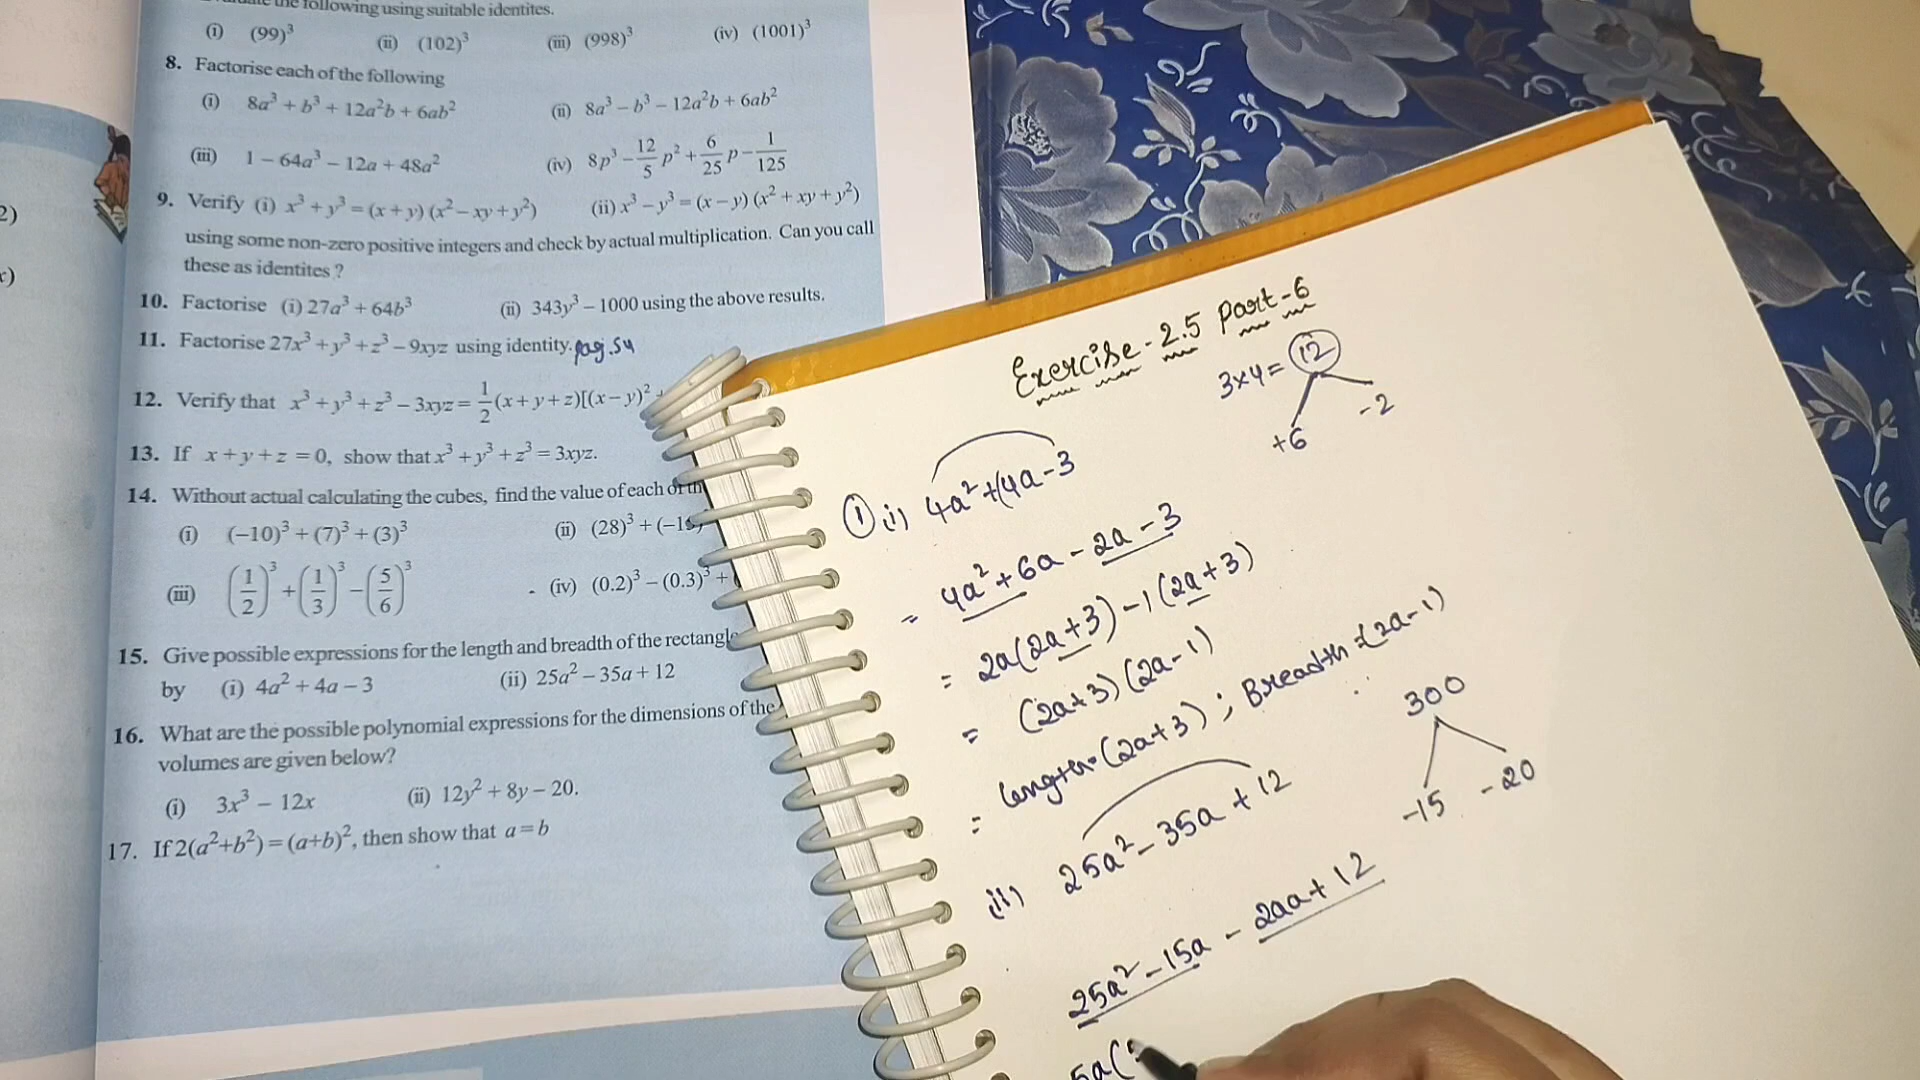 the following using suitable identites.
(i) (99)³ (ii) (102)³ (iii) (998)³ (iv) (1001)³
8. Factorise each of the following
(i) 8a³ + b³ + 12a²b + 6ab² (ii) 8a³ – b³ – 12a²b + 6ab²
(iii) 1 – 64a³ – 12a + 48a² (iv) 8p³ – 12/5 p² + 6/25 p – 1/125
9. Verify (i) x³ + y³ = (x + y) (x² – xy + y²) (ii) x³ – y³ = (x – y) (x² + xy + y²)
using some non-zero positive integers and check by actual multiplication. Can you call
these as identites ?
10. Factorise (i) 27a³ + 64b³ (ii) 343y³ – 1000 using the above results.
11. Factorise 27x³ + y³ + z³ – 9xyz using identity. pag. 54
12. Verify that x³ + y³ + z³ – 3xyz = 1/2 (x + y + z)[(x – y)² +
13. If x + y + z = 0, show that x³ + y³ + z³ = 3xyz.
14. Without actual calculating the cubes, find the value of each of th
(i) (–10)³ + (7)³ + (3)³ (ii) (28)³ + (–15)
(iii) (1/2)³ + (1/3)³ – (5/6)³ (iv) (0.2)³ – (0.3)³ + (
15. Give possible expressions for the length and breadth of the rectangle
by (i) 4a² + 4a – 3 (ii) 25a² – 35a + 12
16. What are the possible polynomial expressions for the dimensions of the
volumes are given below?
(i) 3x³ – 12x (ii) 12y² + 8y – 20.
17. If 2(a²+b²) = (a+b)², then show that a = b
2)
x)
Exercise - 2.5 Part - 6
3×4 = 12
+6 -2
① (i) 4a² + 4a - 3
= 4a² + 6a - 2a - 3
= 2a(2a+3) - 1(2a+3)
= (2a+3) (2a-1)
= length = (2a+3) ; Breadth = (2a-1)
300
-15 -20
(ii) 25a² - 35a + 12
25a² - 15a - 20a + 12
5a(5